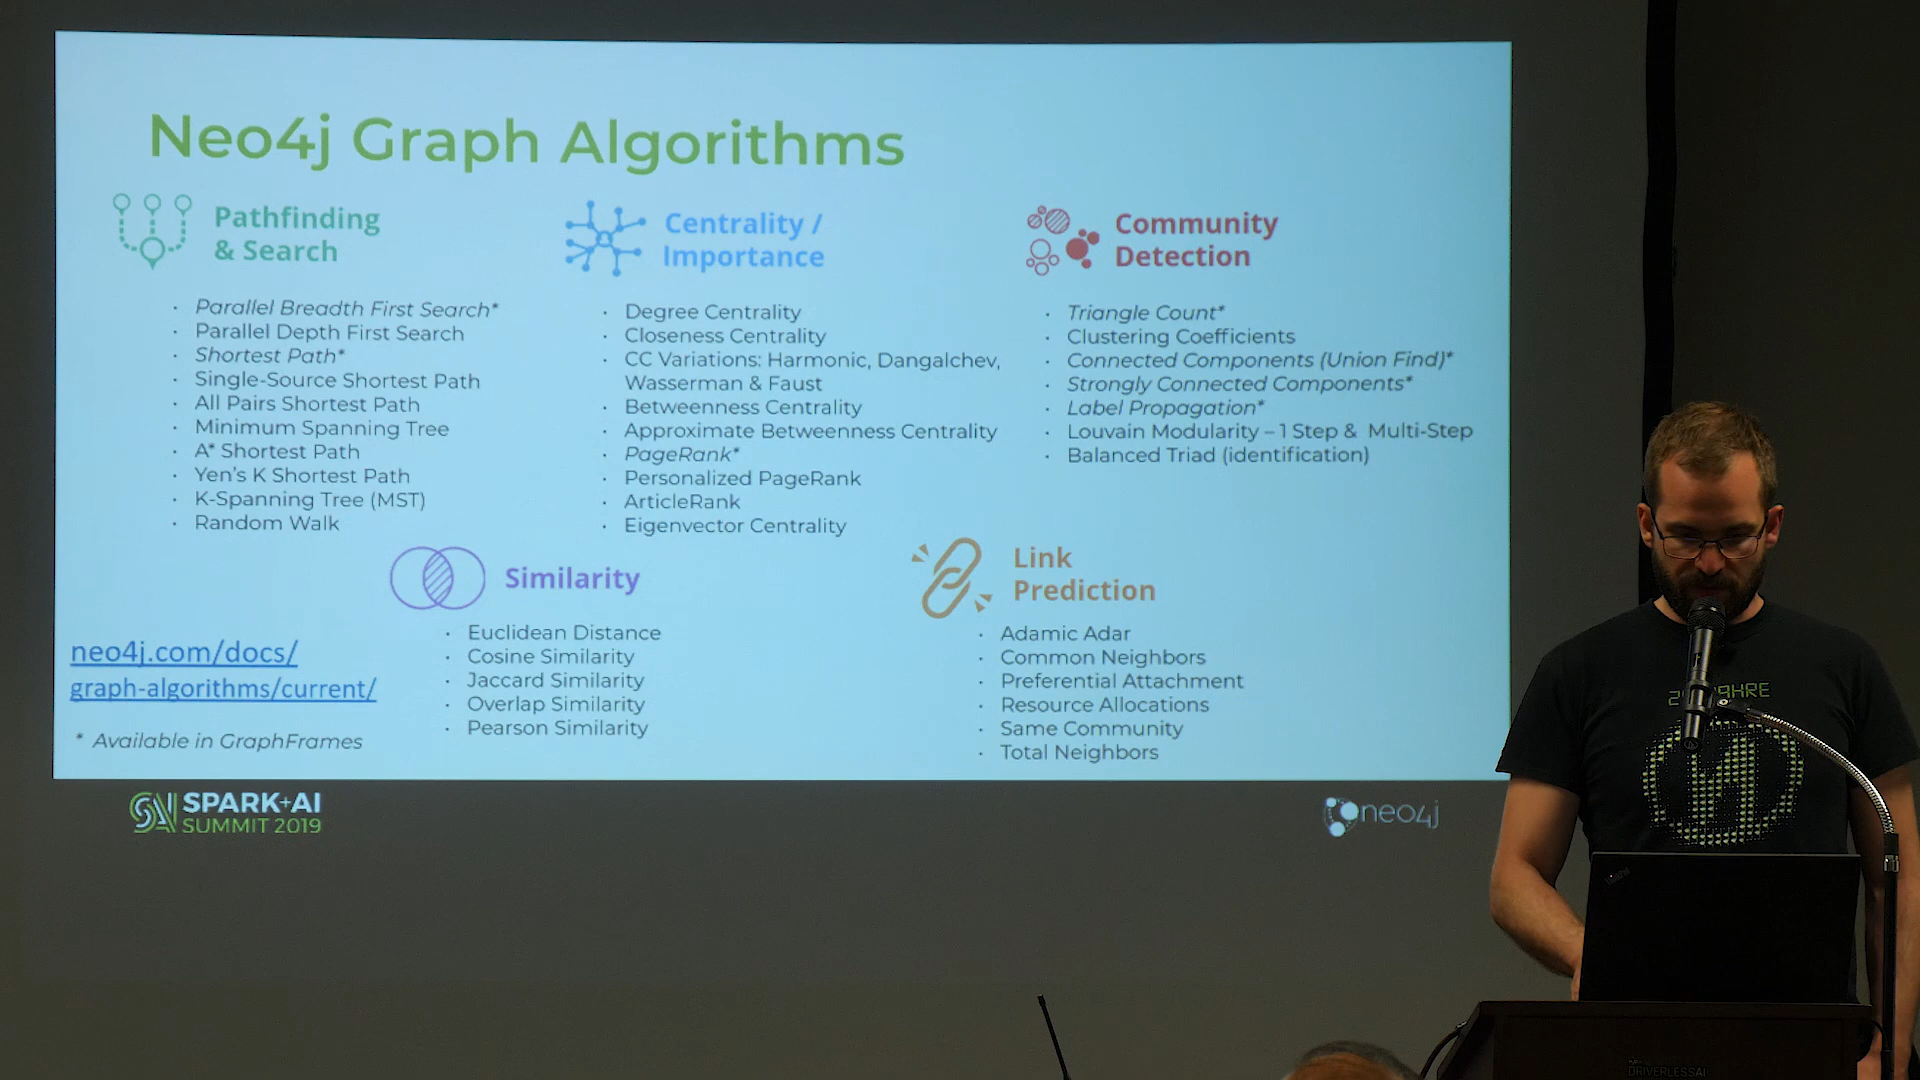 Neo4j Graph Algorithms
Pathfinding
& Search
· Parallel Breadth First Search*
· Parallel Depth First Search
· Shortest Path*
· Single-Source Shortest Path
· All Pairs Shortest Path
· Minimum Spanning Tree
· A* Shortest Path
· Yen's K Shortest Path
· K-Spanning Tree (MST)
· Random Walk
Centrality /
Importance
· Degree Centrality
· Closeness Centrality
· CC Variations: Harmonic, Dangalchev,
Wasserman & Faust
· Betweenness Centrality
· Approximate Betweenness Centrality
· PageRank*
· Personalized PageRank
· ArticleRank
· Eigenvector Centrality
Community
Detection
· Triangle Count*
· Clustering Coefficients
· Connected Components (Union Find)*
· Strongly Connected Components*
· Label Propagation*
· Louvain Modularity – 1 Step & Multi-Step
· Balanced Triad (identification)
Similarity
· Euclidean Distance
· Cosine Similarity
· Jaccard Similarity
· Overlap Similarity
· Pearson Similarity
Link
Prediction
· Adamic Adar
· Common Neighbors
· Preferential Attachment
· Resource Allocations
· Same Community
· Total Neighbors
neo4j.com/docs/
graph-algorithms/current/
* Available in GraphFrames
SPARK+AI
SUMMIT 2019
neo4j
DRIVERLESSAI